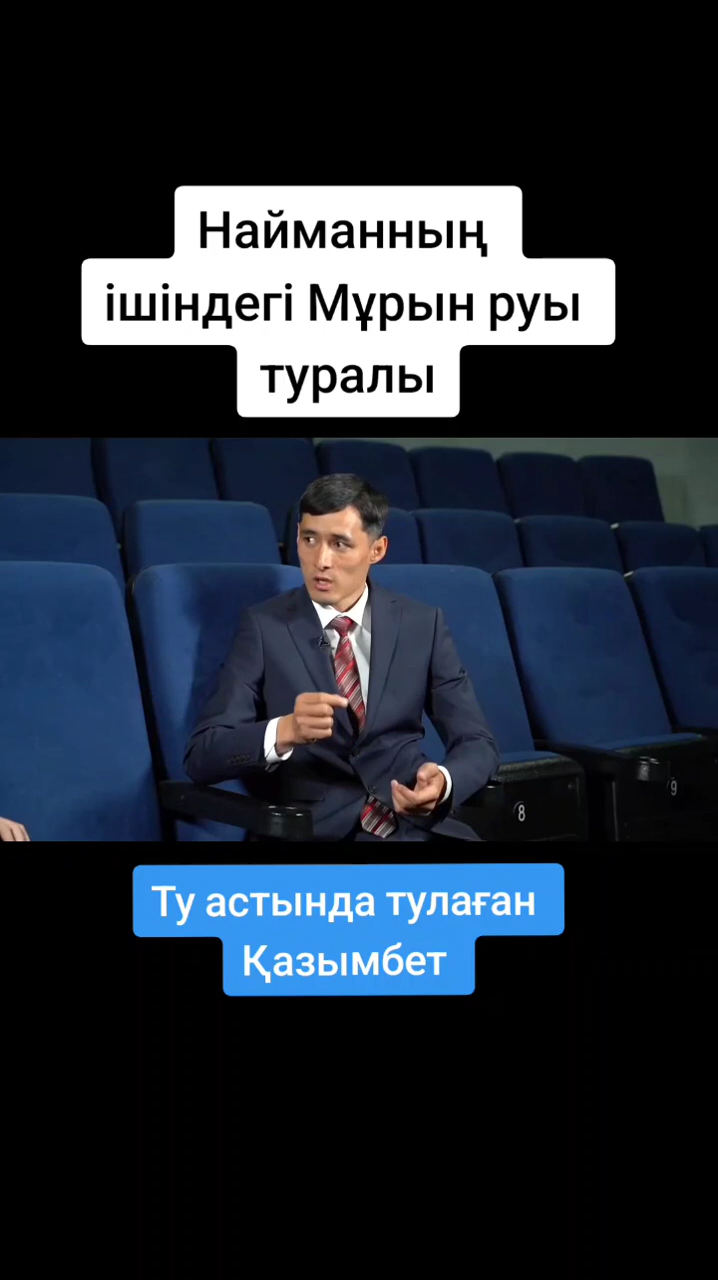 Найманның
ішіндегі Мұрын руы
туралы
8
9
Ту астында тулаған
Қазымбет